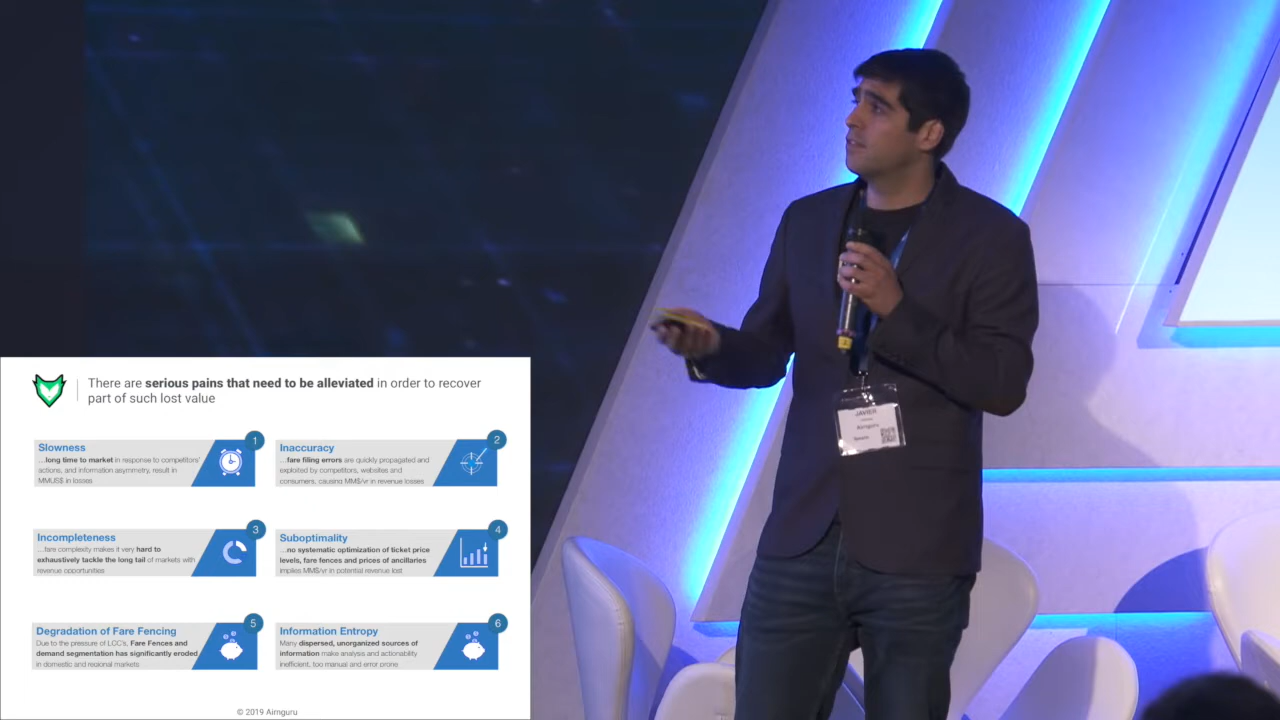 There are serious pains that need to be alleviated in order to recover
part of such lost value
1
Slowness
...long time to market in response to competitors'
actions, and information asymmetry, result in
MMUS$ in losses
2
Inaccuracy
...fare filing errors are quickly propagated and
exploited by competitors, websites and
consumers, causing MM$/yr in revenue losses
3
Incompleteness
...fare complexity makes it very hard to
exhaustively tackle the long tail of markets with
revenue opportunities
4
Suboptimality
...no systematic optimization of ticket price
levels, fare fences and prices of ancillaries
implies MM$/yr in potential revenue lost
5
Degradation of Fare Fencing
Due to the pressure of LCC's, Fare Fences and
demand segmentation has significantly eroded
in domestic and regional markets
6
Information Entropy
Many dispersed, unorganized sources of
information make analysis and actionability
inefficient, too manual and error prone
© 2019 Airnguru
JAVIER
Airnguru